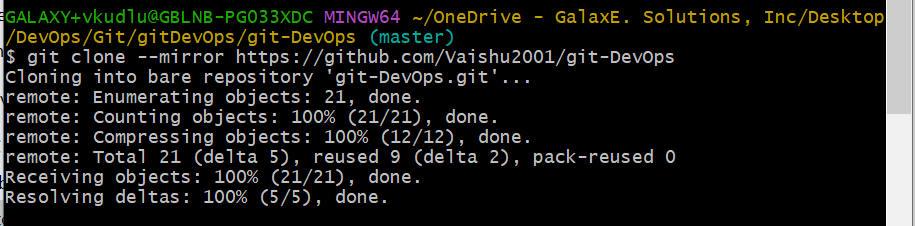 GALAXY+vkudlu@GBLNB-PG033XDC MINGW64 ~/OneDrive - GalaxE. Solutions, Inc/Desktop
/DevOps/Git/gitDevOps/git-DevOps (master)
$ git clone --mirror https://github.com/Vaishu2001/git-DevOps
Cloning into bare repository 'git-DevOps.git'...
remote: Enumerating objects: 21, done.
remote: Counting objects: 100% (21/21), done.
remote: Compressing objects: 100% (12/12), done.
remote: Total 21 (delta 5), reused 9 (delta 2), pack-reused 0
Receiving objects: 100% (21/21), done.
Resolving deltas: 100% (5/5), done.